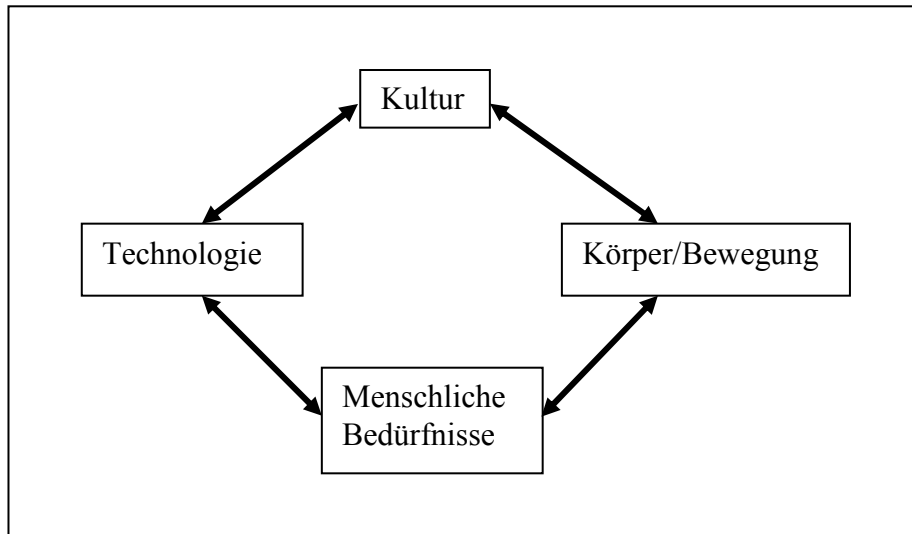 Kultur
Technologie
Körper/Bewegung
Menschliche
Bedürfnisse